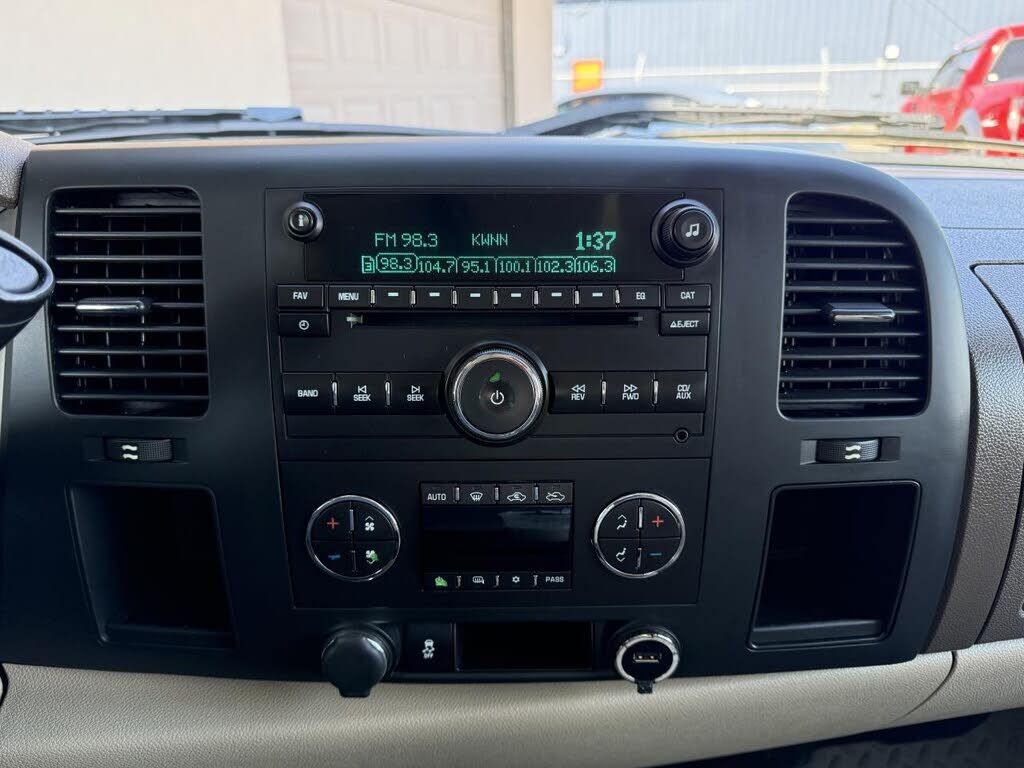 FM 98.3 KWNN 1:37
3 98.3 104.7 95.1 100.1 102.3 106.3
FAV MENU EQ CAT
EJECT
BAND SEEK SEEK REV FWD CD/AUX
AUTO
PASS
OFF